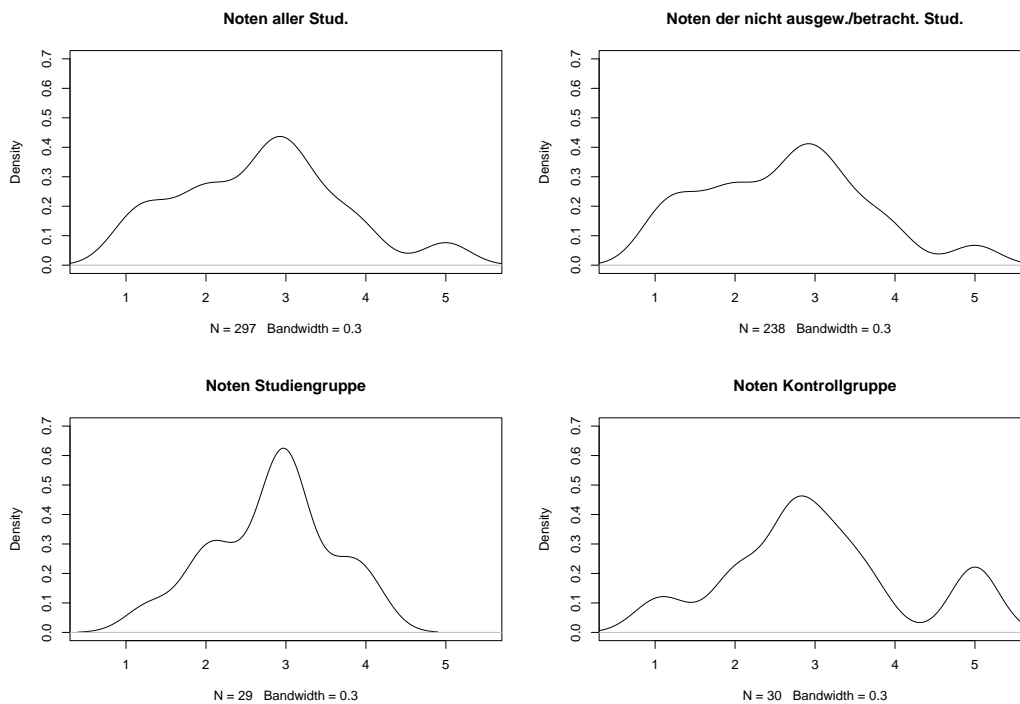 Noten aller Stud.
Density
0.0 0.1 0.2 0.3 0.4 0.5 0.6 0.7
1 2 3 4 5
N = 297 Bandwidth = 0.3
Noten der nicht ausgew./betracht. Stud.
Density
0.0 0.1 0.2 0.3 0.4 0.5 0.6 0.7
1 2 3 4 5
N = 238 Bandwidth = 0.3
Noten Studiengruppe
Density
0.0 0.1 0.2 0.3 0.4 0.5 0.6 0.7
1 2 3 4 5
N = 29 Bandwidth = 0.3
Noten Kontrollgruppe
Density
0.0 0.1 0.2 0.3 0.4 0.5 0.6 0.7
1 2 3 4 5
N = 30 Bandwidth = 0.3